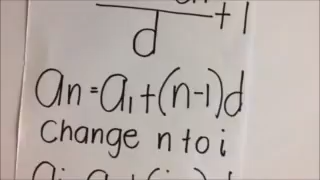 d + 1
an = a1 + (n-1)d
Change n to i